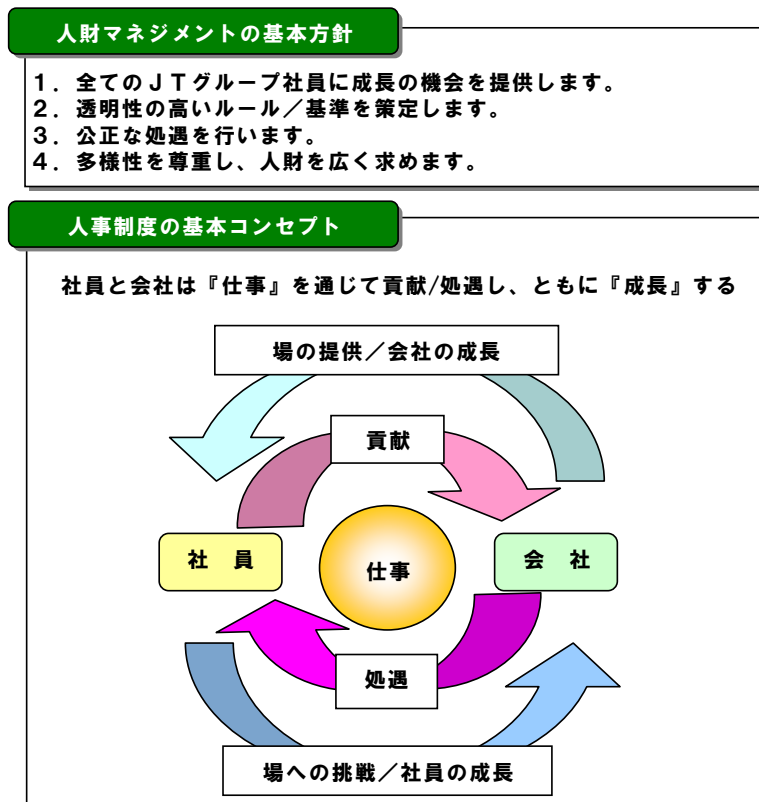 人財マネジメントの基本方針
１．全てのＪＴグループ社員に成長の機会を提供します。
２．透明性の高いルール／基準を策定します。
３．公正な処遇を行います。
４．多様性を尊重し、人財を広く求めます。
人事制度の基本コンセプト
社員と会社は『仕事』を通じて貢献/処遇し、ともに『成長』する
場の提供／会社の成長
貢献
社　員
仕事
会　社
処遇
場への挑戦／社員の成長